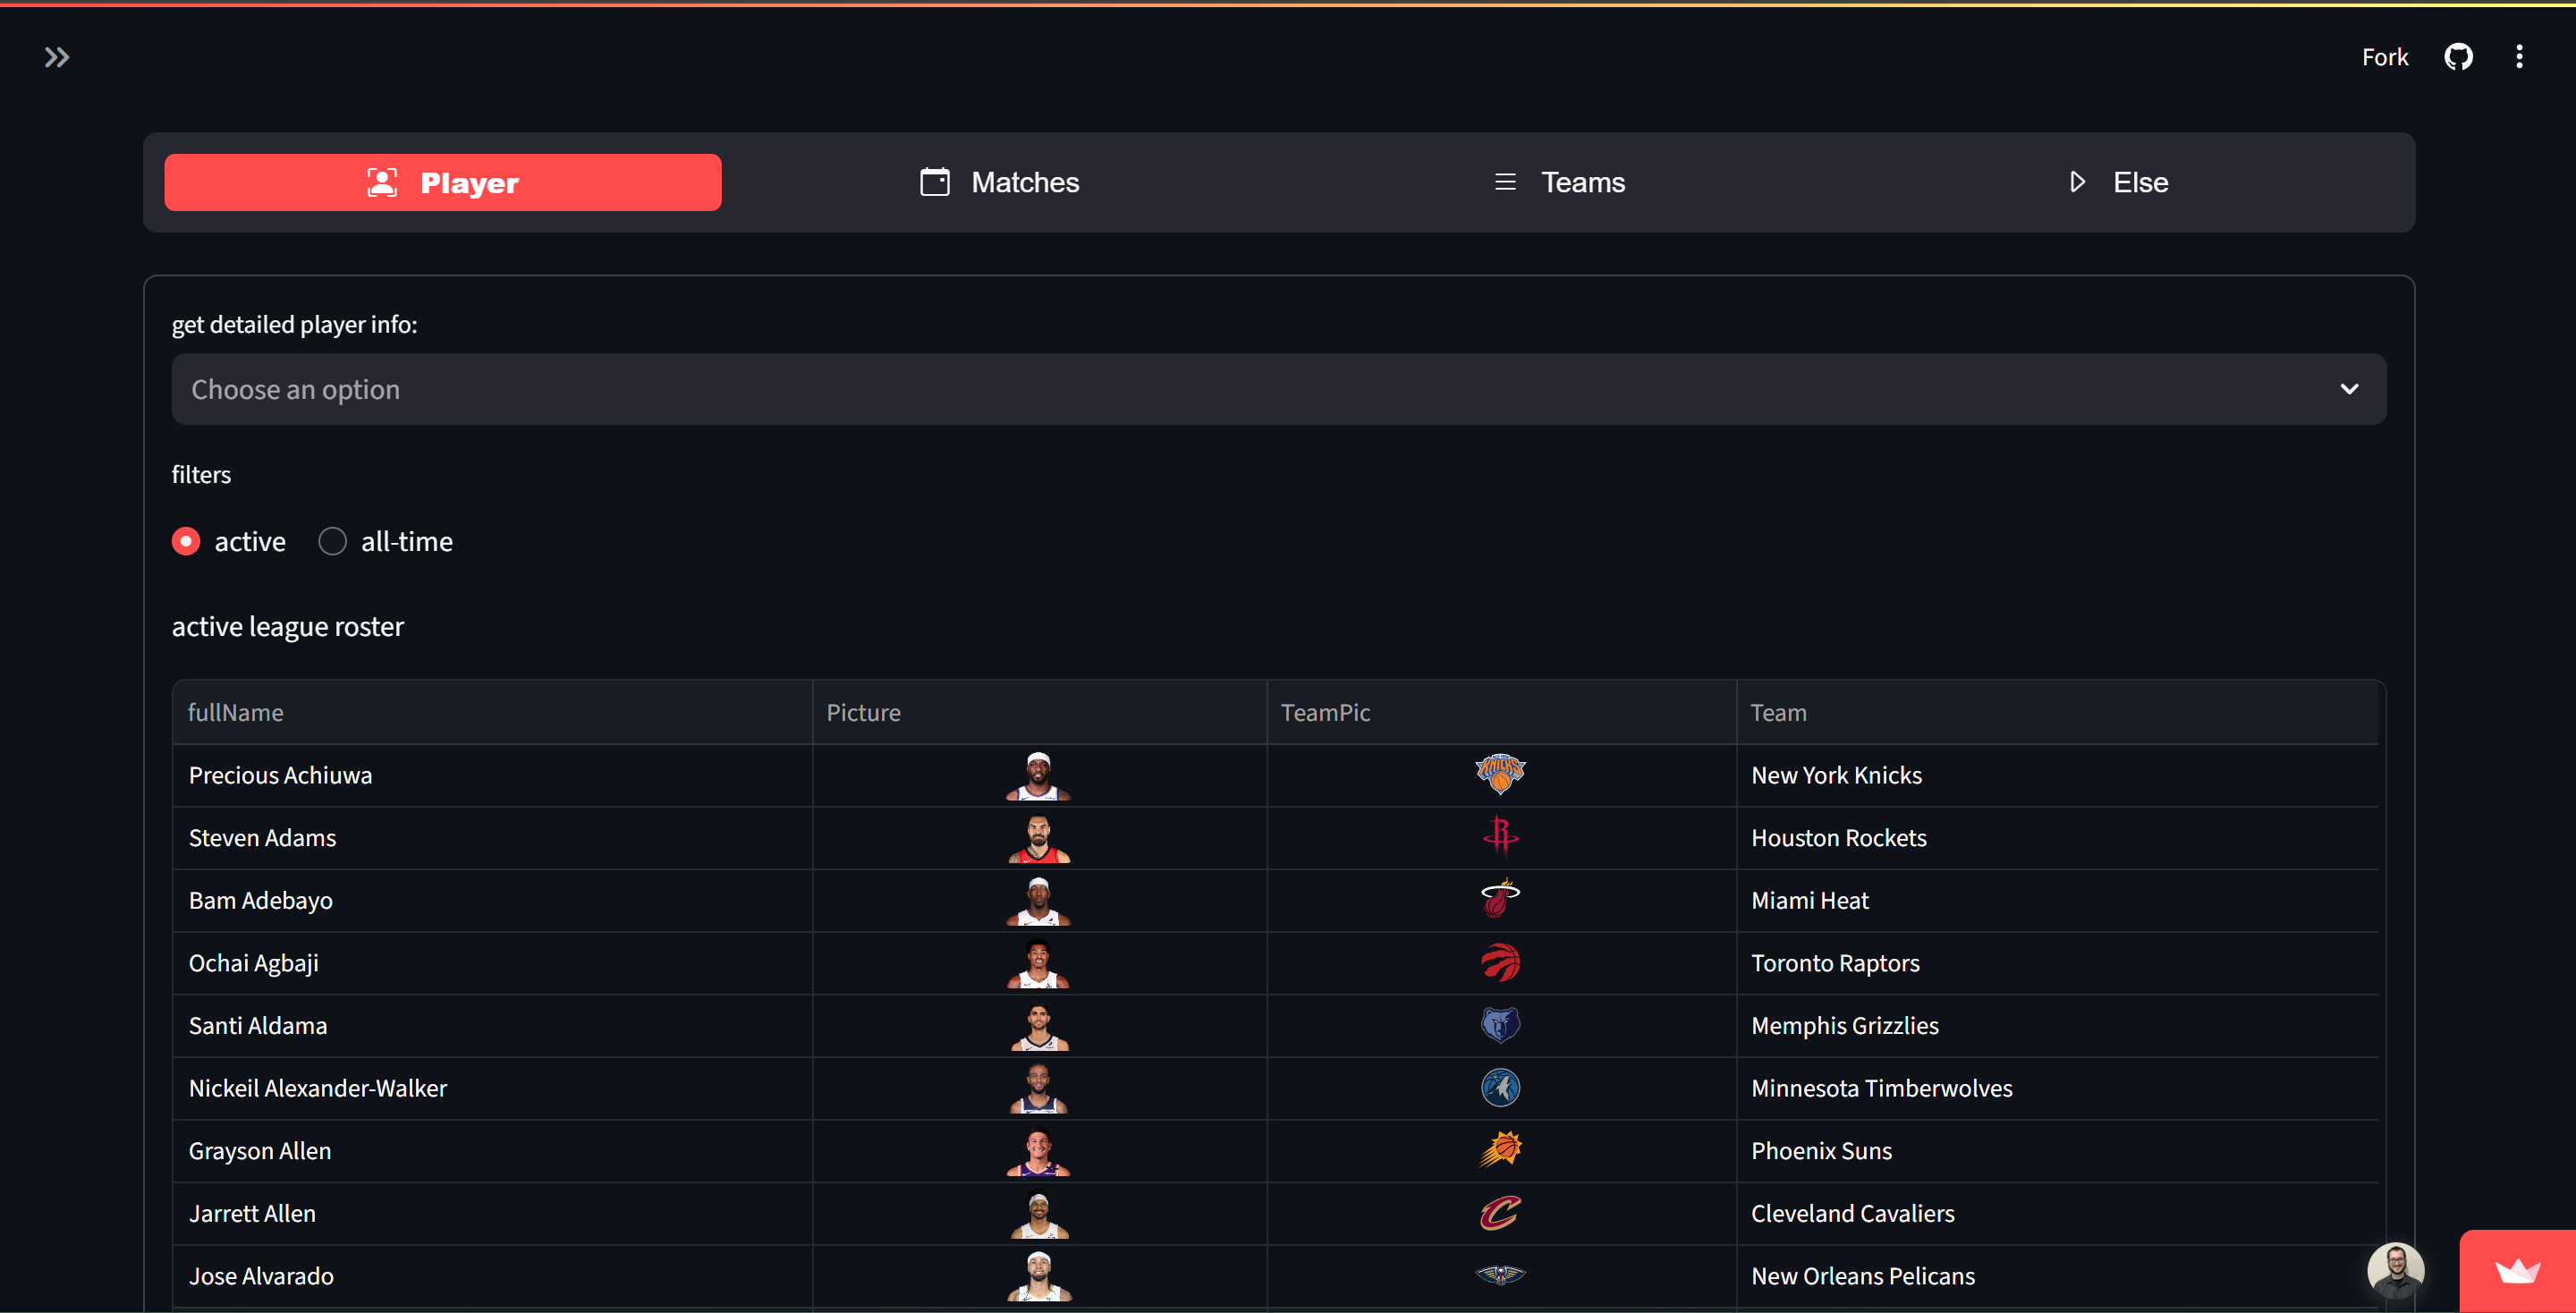 Fork
Player Matches Teams Else
get detailed player info:
Choose an option
filters
active all-time
active league roster
fullName Picture TeamPic Team
Precious Achiuwa KNICKS New York Knicks
Steven Adams Houston Rockets
Bam Adebayo Miami Heat
Ochai Agbaji Toronto Raptors
Santi Aldama Memphis Grizzlies
Nickeil Alexander-Walker Minnesota Timberwolves
Grayson Allen Phoenix Suns
Jarrett Allen Cleveland Cavaliers
Jose Alvarado New Orleans Pelicans